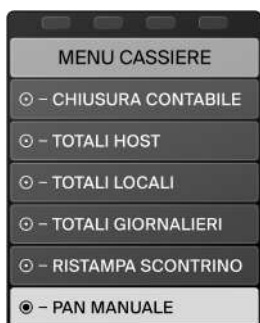 MENU CASSIERE
⊙ – CHIUSURA CONTABILE
⊙ – TOTALI HOST
⊙ – TOTALI LOCALI
⊙ – TOTALI GIORNALIERI
⊙ – RISTAMPA SCONTRINO
◉ – PAN MANUALE